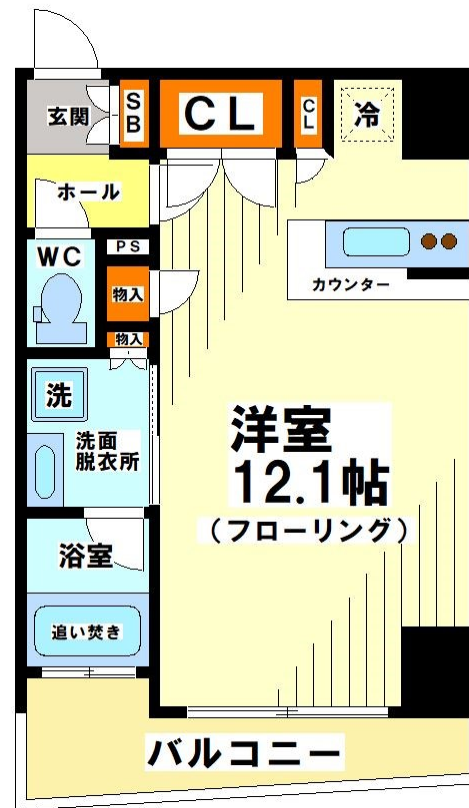 玄関
SB
CL
CL
冷
ホール
WC
PS
物入
カウンター
物入
洗
洗面
脱衣所
洋室
12.1帖
（フローリング）
浴室
追い焚き
バルコニー